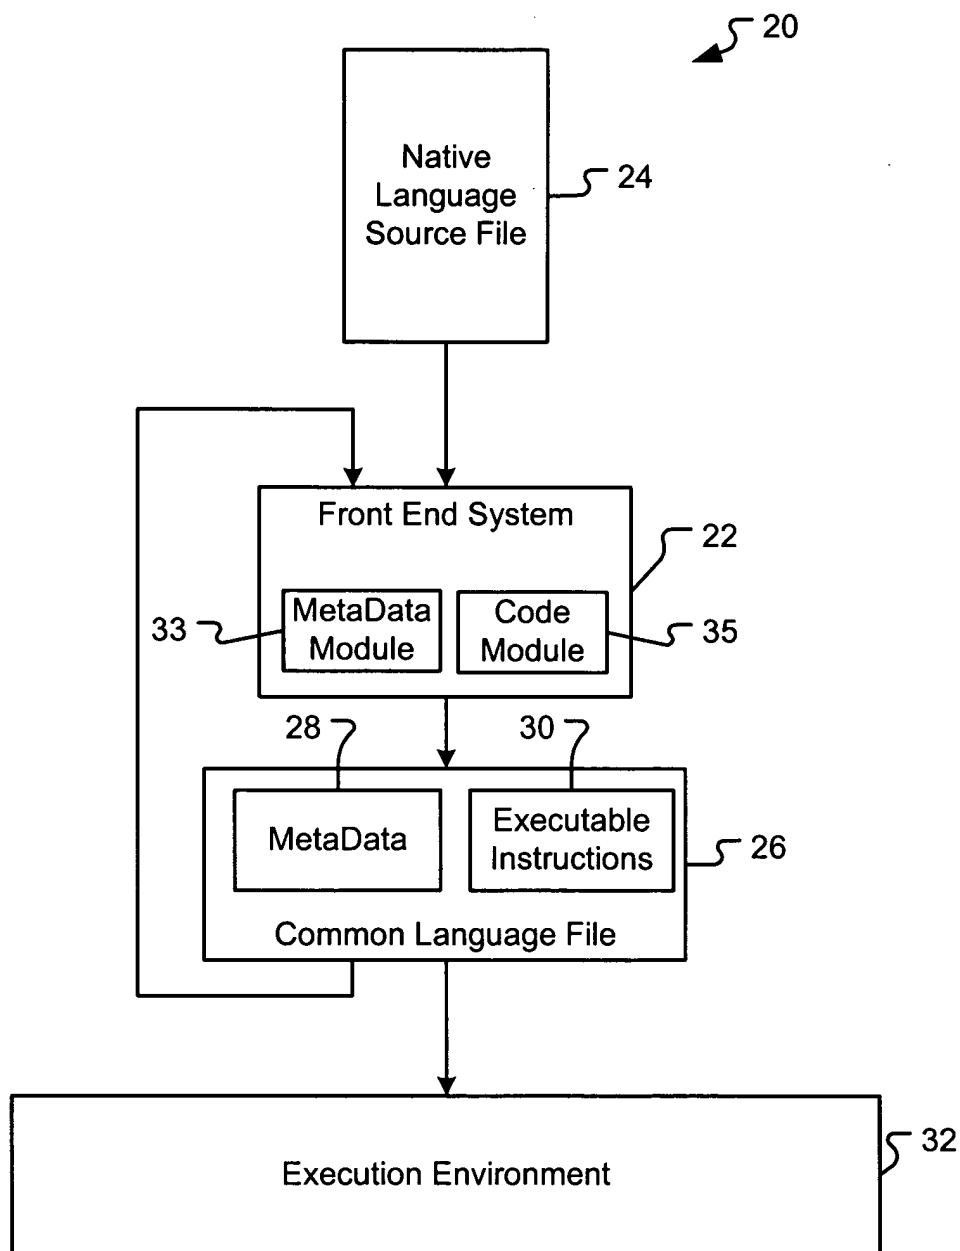 20
Native
Language
Source File
24
Front End System
22
MetaData
Module
Code
Module
33
35
28
30
MetaData
Executable
Instructions
26
Common Language File
Execution Environment
32